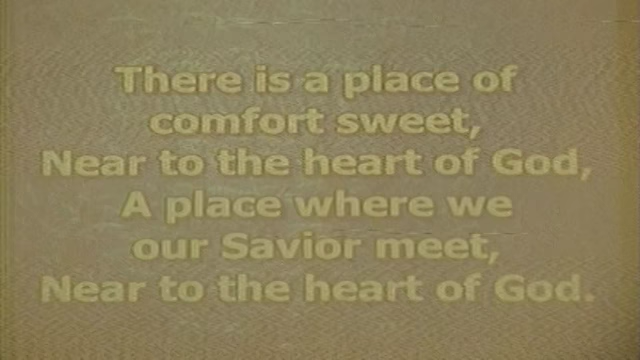 There is a place of
comfort sweet,
Near to the heart of God,
A place where we
our Savior meet,
Near to the heart of God.